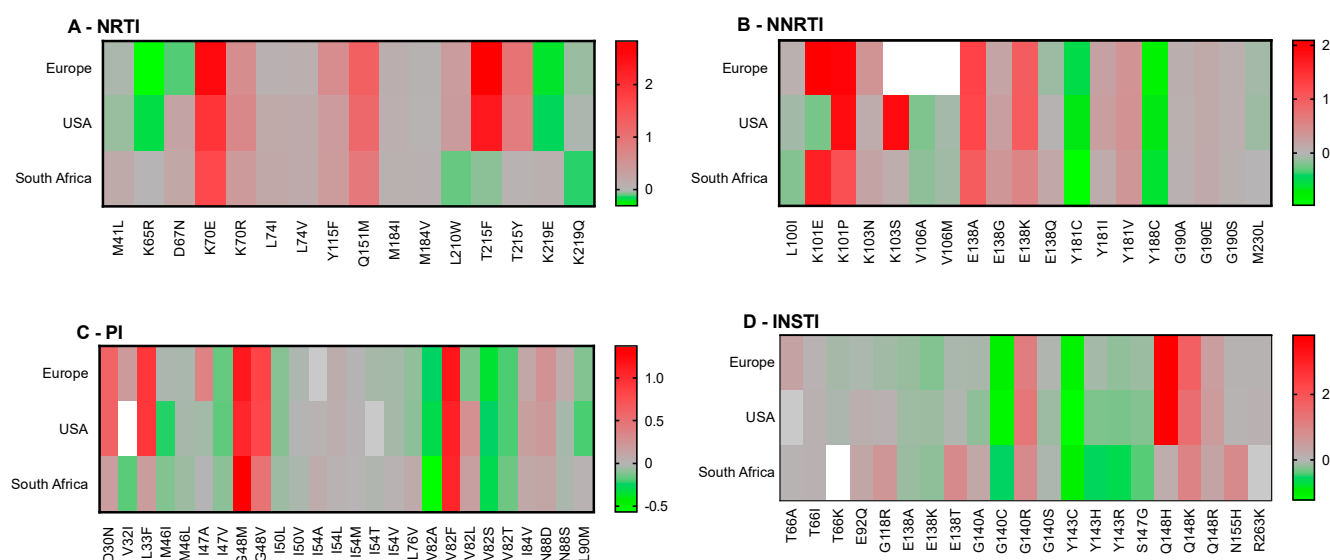 A - NRTI
Europe
USA
South Africa
2
1
0
M41L K65R D67N K70E K70R L74I L74V Y115F Q151M M184I M184V L210W T215F T215Y K219E K219Q
B - NNRTI
Europe
USA
South Africa
2
1
0
L100I K101E K101P K103N K103S V106A V106M E138A E138G E138K E138Q Y181C Y181I Y181V Y188C G190A G190E G190S M230L
C - PI
Europe
USA
South Africa
1.0
0.5
0
-0.5
D30N V32I L33F M46I M46L I47A I47V G48M G48V I50L I50V I54A I54L I54M I54T I54V L76V V82A V82F V82L V82S V82T I84V N88D N88S L90M
D - INSTI
Europe
USA
South Africa
2
0
T66A T66I T66K E92Q G118R E138A E138K E138T G140A G140C G140R G140S Y143C Y143H Y143R S147G Q148H Q148K Q148R N155H R263K